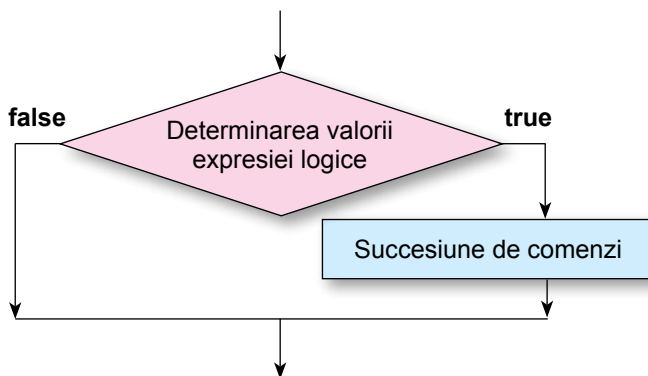 false
true
Determinarea valorii
expresiei logice
Succesiune de comenzi